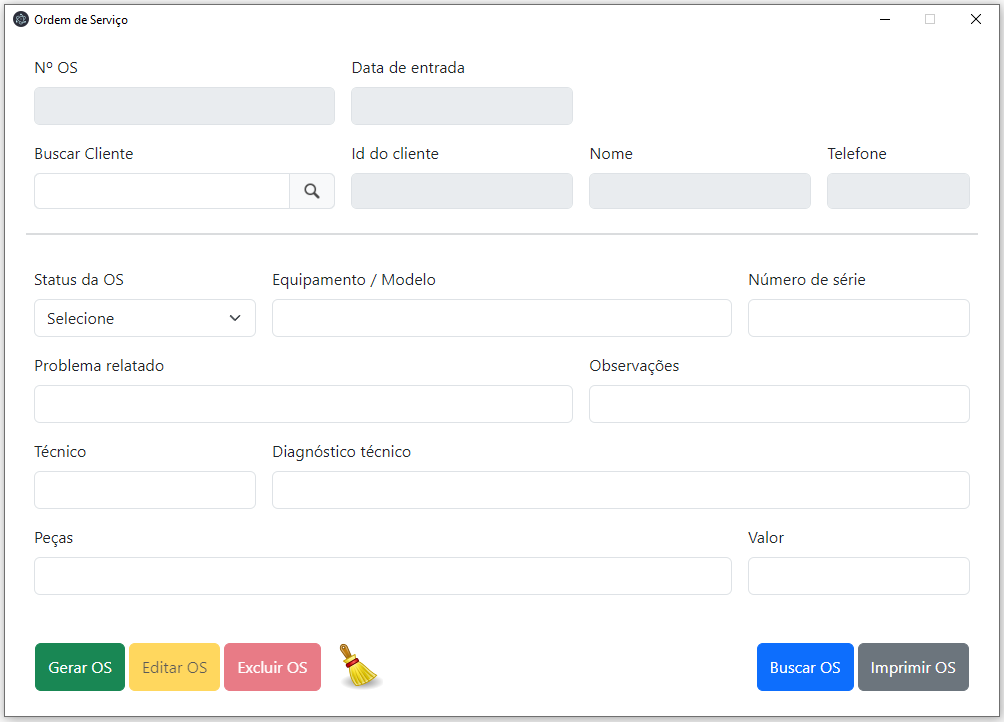 Ordem de Serviço
Nº OS Data de entrada
Buscar Cliente Id do cliente Nome Telefone
Status da OS Equipamento / Modelo Número de série
Selecione
Problema relatado Observações
Técnico Diagnóstico técnico
Peças Valor
Gerar OS Editar OS Excluir OS Buscar OS Imprimir OS